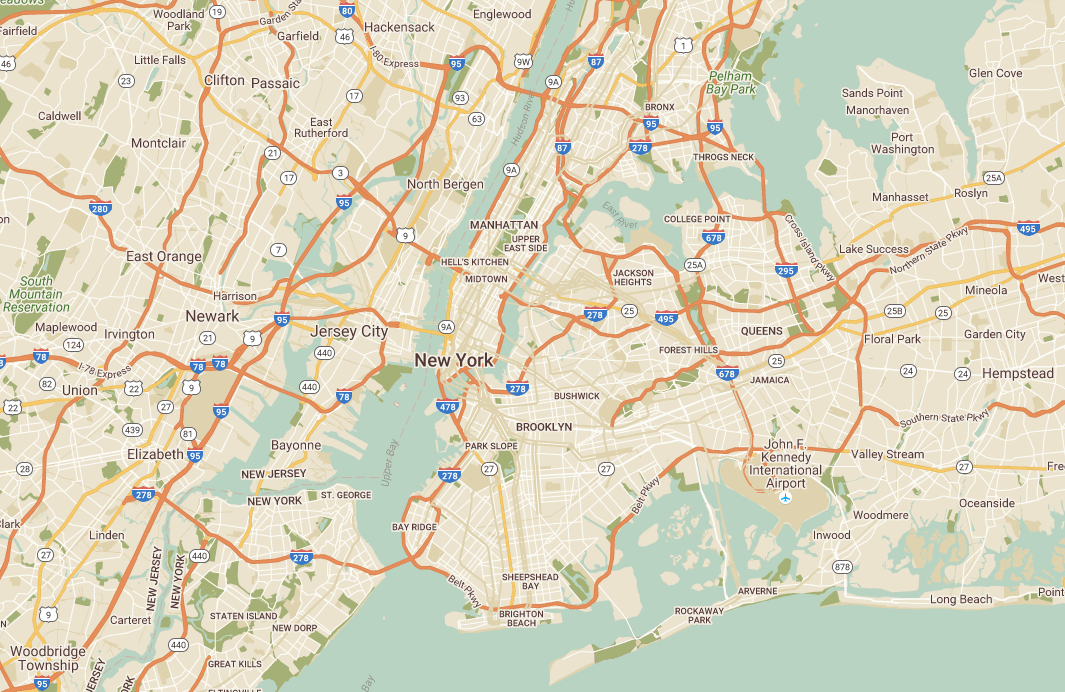 Woodland
Park
19
Garden Sta
80
Hackensack
Englewood
Fairfield
Garfield
46
I-80 Express
1
46
Little Falls
95
9W
87
Clifton
Passaic
23
9A
Pelham
Bay Park
Glen Cove
Sands Point
Manorhaven
17
93
63
BRONX
Caldwell
East
Rutherford
Hudson River
95
95
Port
Washington
Montclair
21
87
278
THROGS NECK
17
3
9A
North Bergen
25A
Manhasset
Roslyn
280
95
East River
COLLEGE POINT
MANHATTAN
9
UPPER
EAST SIDE
678
Cross Island Pkwy
495
7
Lake Success
Northern State Pkwy
East Orange
HELL'S KITCHEN
25A
295
MIDTOWN
JACKSON
HEIGHTS
South
Mountain
Reservation
Harrison
Mineola
Newark
95
278
25
495
25B
25
Maplewood
Irvington
21
9
Jersey City
9A
QUEENS
Floral Park
Garden City
124
440
78
I-78 Express
78
78
New York
FOREST HILLS
25
678
JAMAICA
24
24
Hempstead
82
Union
22
9
440
78
278
BUSHWICK
22
27
95
478
Southern State Pkwy
439
81
BROOKLYN
Bayonne
PARK SLOPE
John F.
Kennedy
International
Airport
Elizabeth
95
Upper Bay
Valley Stream
28
NEW JERSEY
278
27
27
27
278
NEW YORK
ST. GEORGE
Belt Pkwy
Oceanside
Woodmere
BAY RIDGE
Inwood
Linden
27
440
278
878
NEW JERSEY
NEW YORK
Belt Pkwy
SHEEPSHEAD
BAY
ARVERNE
Long Beach
Point
9
Carteret
STATEN ISLAND
NEW DORP
BRIGHTON
BEACH
ROCKAWAY
PARK
440
Woodbridge
Township
GREAT KILLS
95
Bay